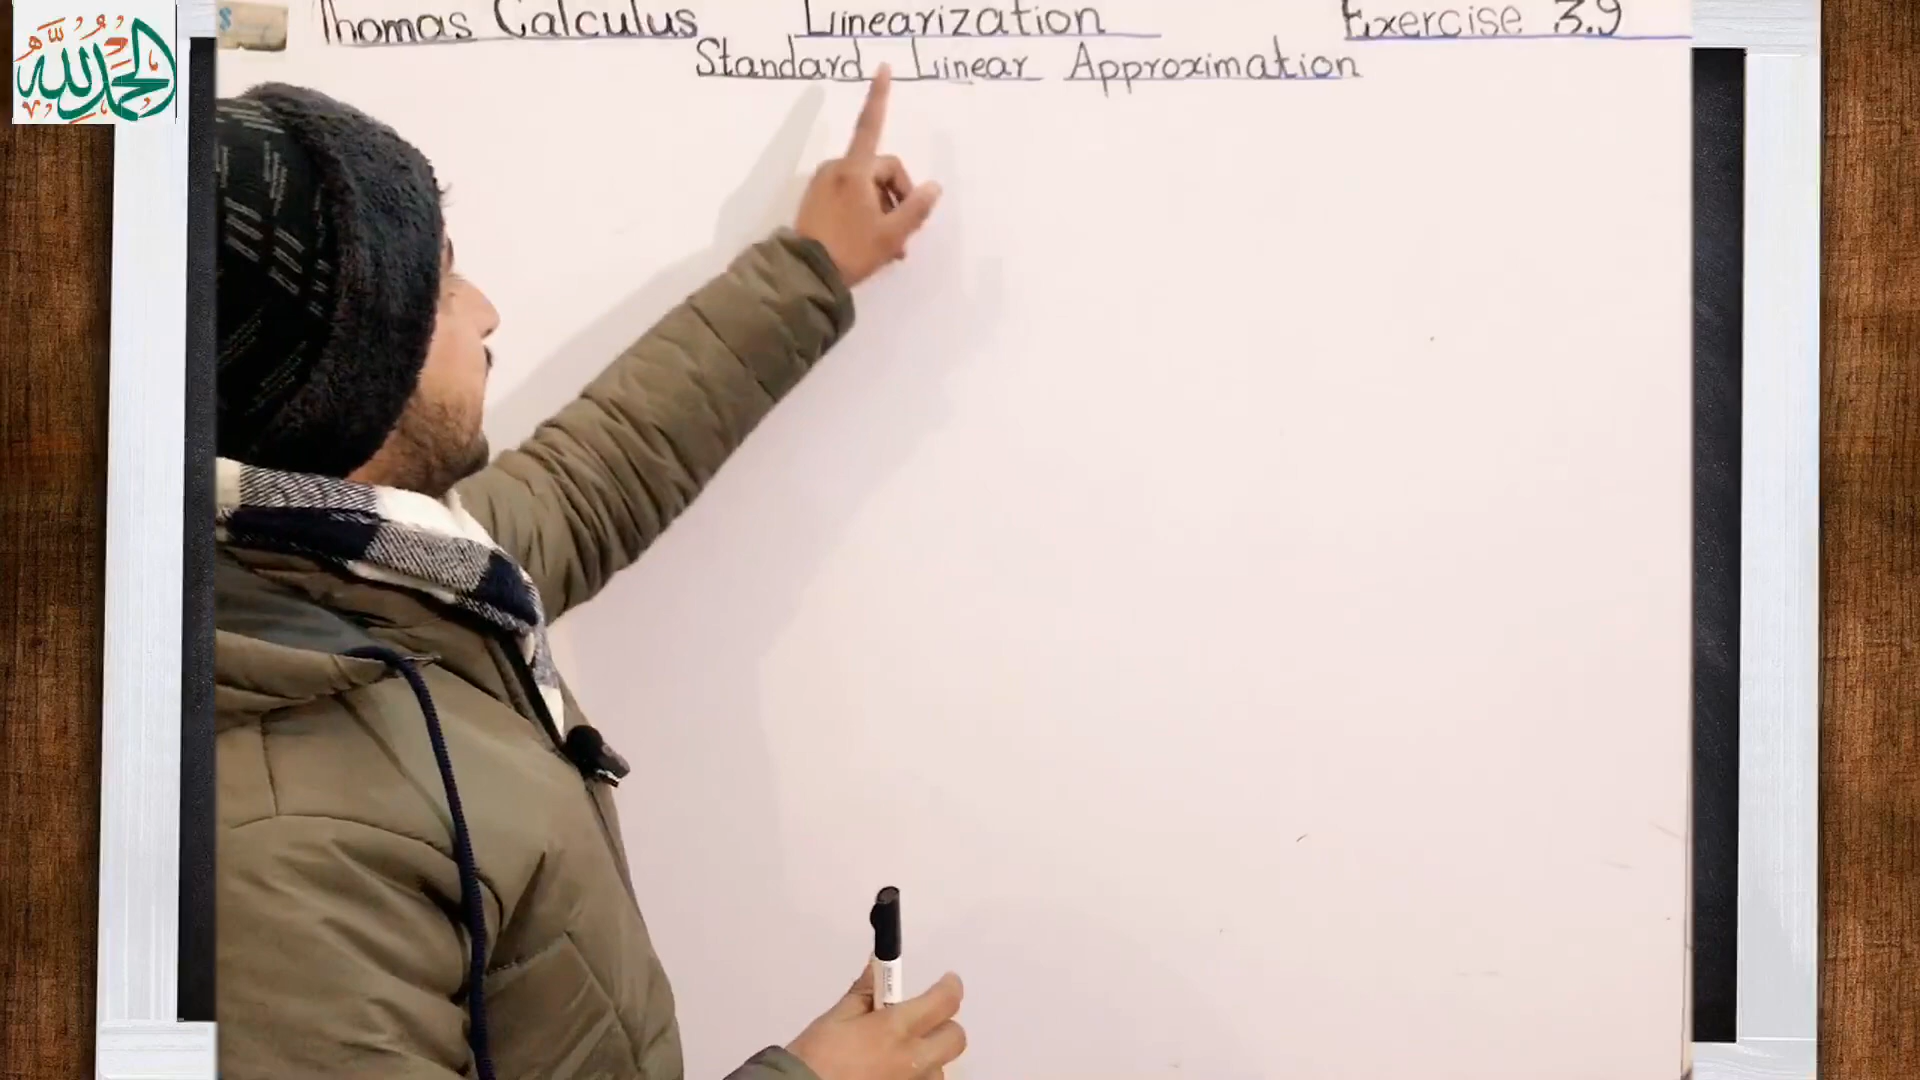 الحمد لله
Thomas Calculus Linearization Exercise 3.9
Standard Linear Approximation